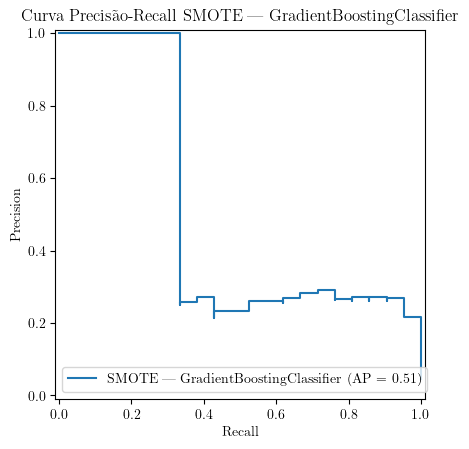 Curva Precisão-Recall SMOTE — GradientBoostingClassifier
1.0
0.8
0.6
0.4
0.2
0.0
Precision
SMOTE — GradientBoostingClassifier (AP = 0.51)
0.0 0.2 0.4 0.6 0.8 1.0
Recall